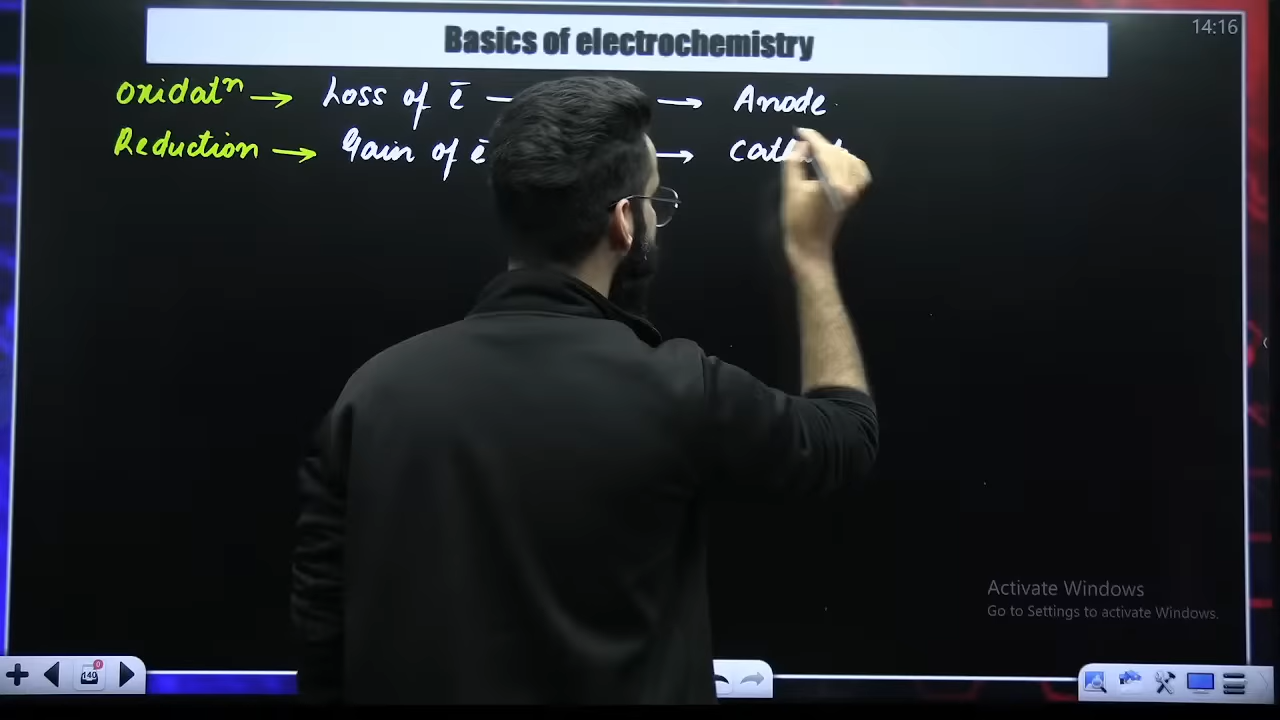 Basics of electrochemistry
14:16
Oxidatⁿ → Loss of ē — → Anode
Reduction → Gain of ē →
Activate Windows
Go to Settings to activate Windows.
149